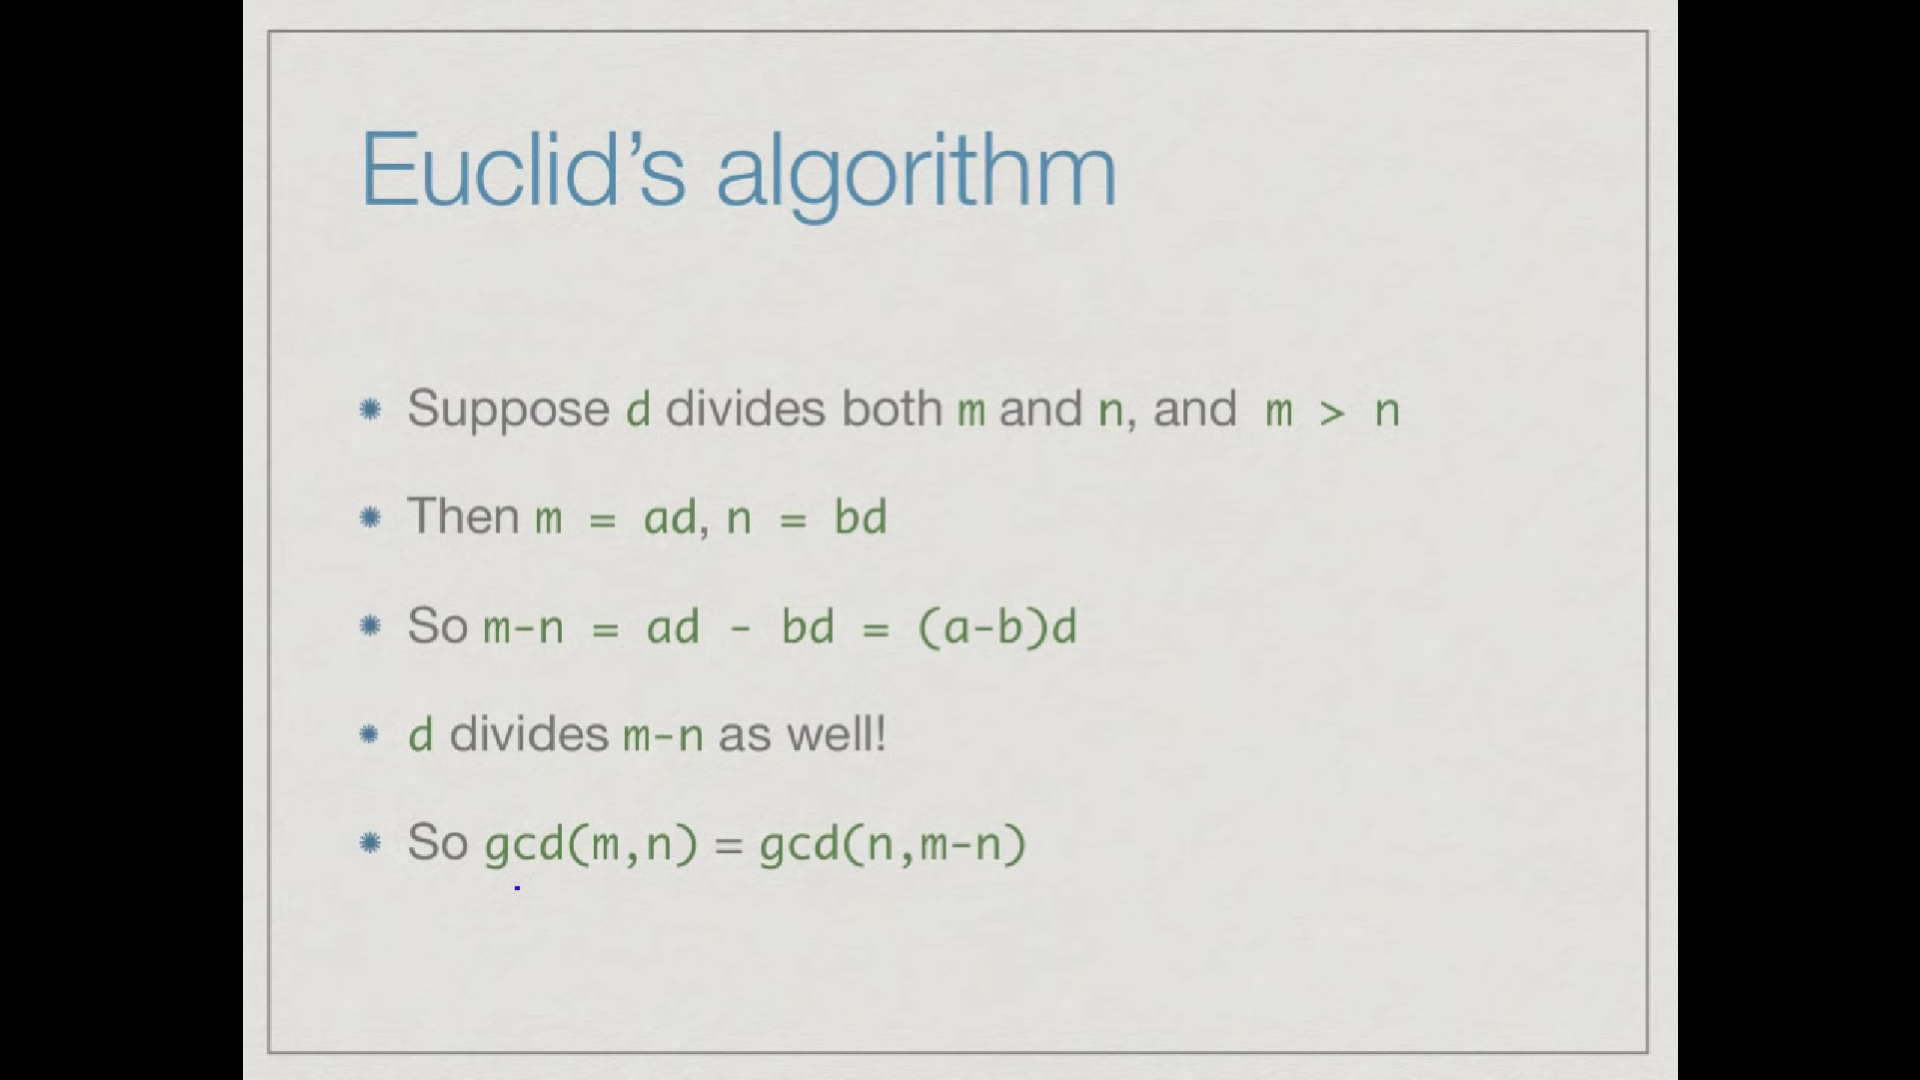 Euclid’s algorithm
Suppose d divides both m and n, and m > n
Then m = ad, n = bd
So m-n = ad - bd = (a-b)d
d divides m-n as well!
So gcd(m,n) = gcd(n,m-n)